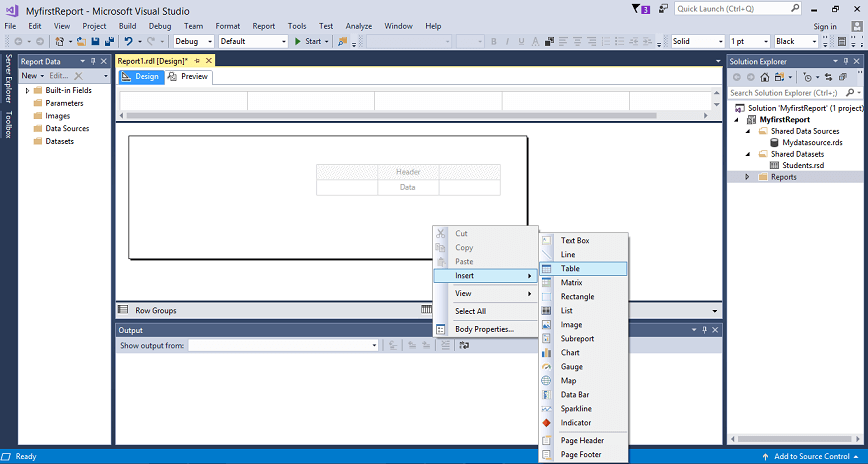 MyfirstReport - Microsoft Visual Studio
3
Quick Launch (Ctrl+Q)
File Edit View Project Build Debug Team Format Report Tools Test Analyze Window Help
Sign in
Debug Default Start Solid 1 pt Black
Server Explorer
Toolbox
Report Data
New Edit...
Built-in Fields
Parameters
Images
Data Sources
Datasets
Report1.rdl [Design]*
Design Preview
Header
Data
Cut
Copy
Paste
Insert
View
Select All
Body Properties...
Text Box
Line
Table
Matrix
Rectangle
List
Image
Subreport
Chart
Gauge
Map
Data Bar
Sparkline
Indicator
Page Header
Page Footer
Row Groups
Output
Show output from:
Solution Explorer
Search Solution Explorer (Ctrl+;)
Solution 'MyfirstReport' (1 project)
MyfirstReport
Shared Data Sources
Mydatasource.rds
Shared Datasets
Students.rsd
Reports
Ready
Add to Source Control